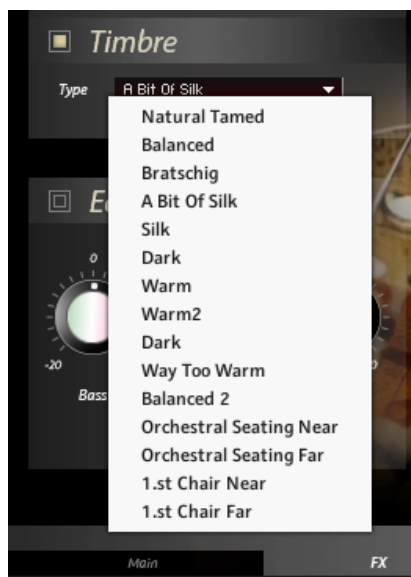 Timbre
Type
A Bit Of Silk
Natural Tamed
Balanced
Bratschig
A Bit Of Silk
Silk
Dark
Warm
Warm2
Dark
Way Too Warm
Balanced 2
Orchestral Seating Near
Orchestral Seating Far
1.st Chair Near
1.st Chair Far
0
-20
Bass
Main
FX